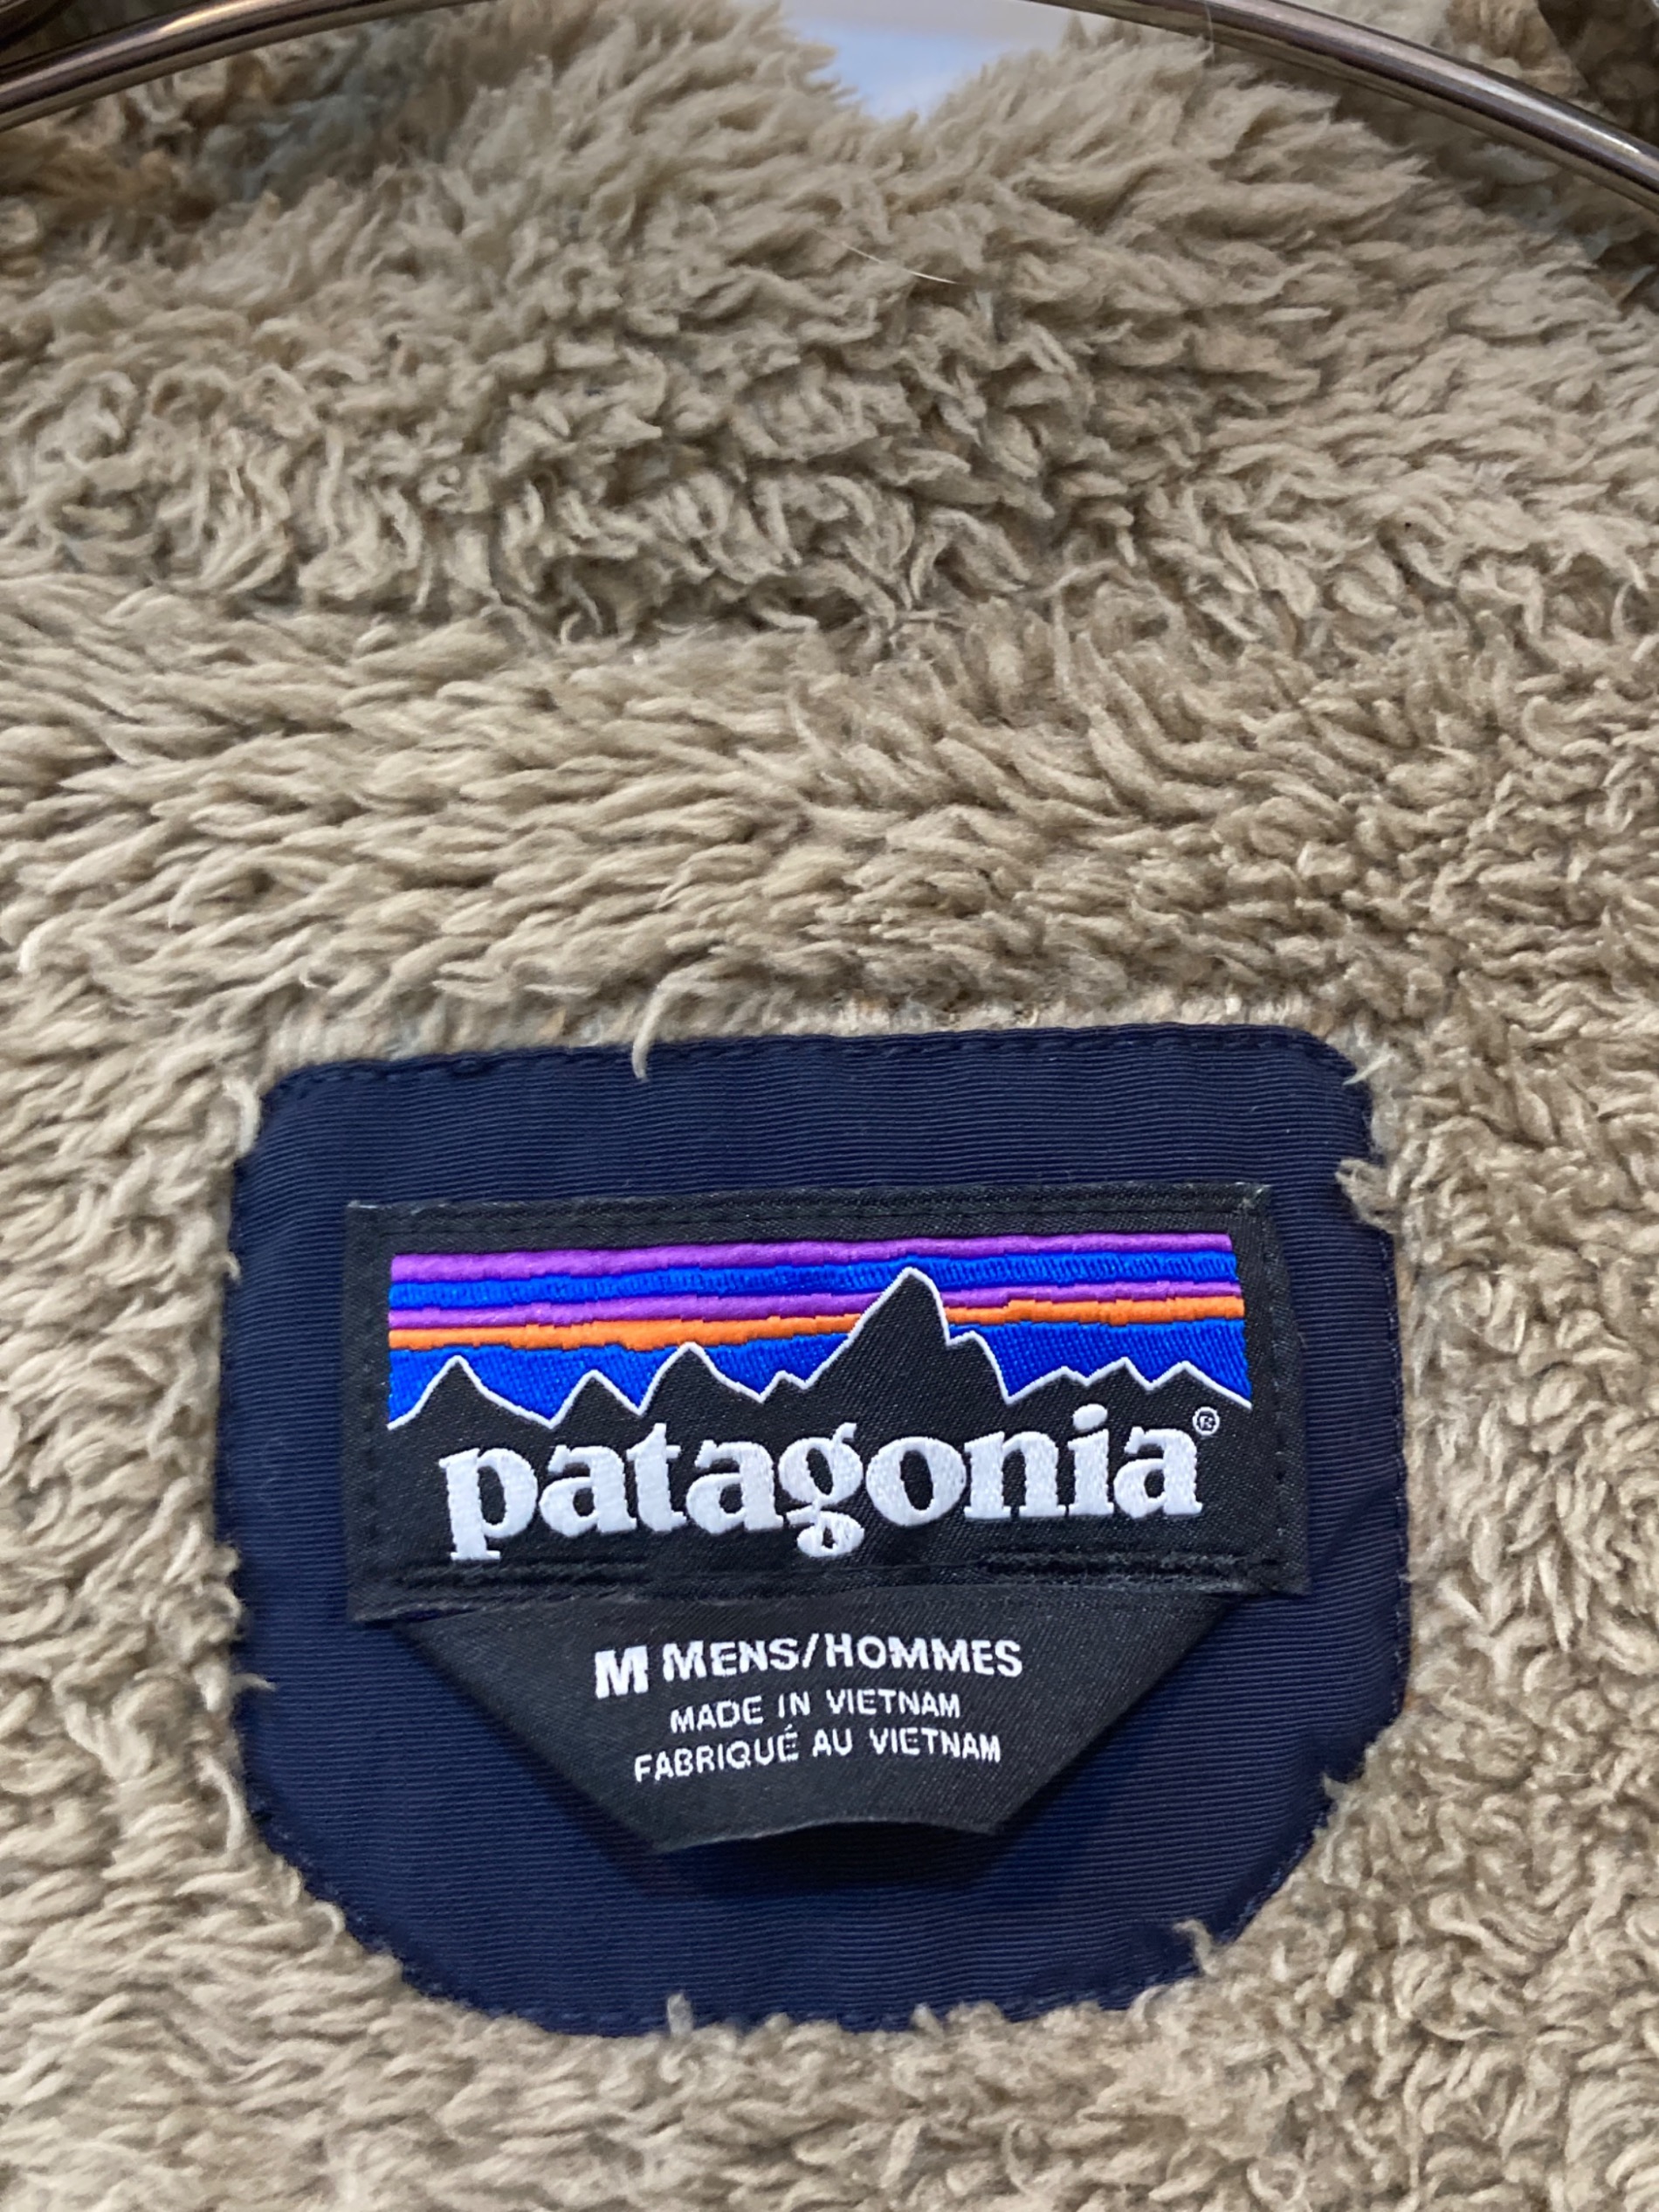 patagonia®
M MENS/HOMMES
MADE IN VIETNAM
FABRIQUÉ AU VIETNAM